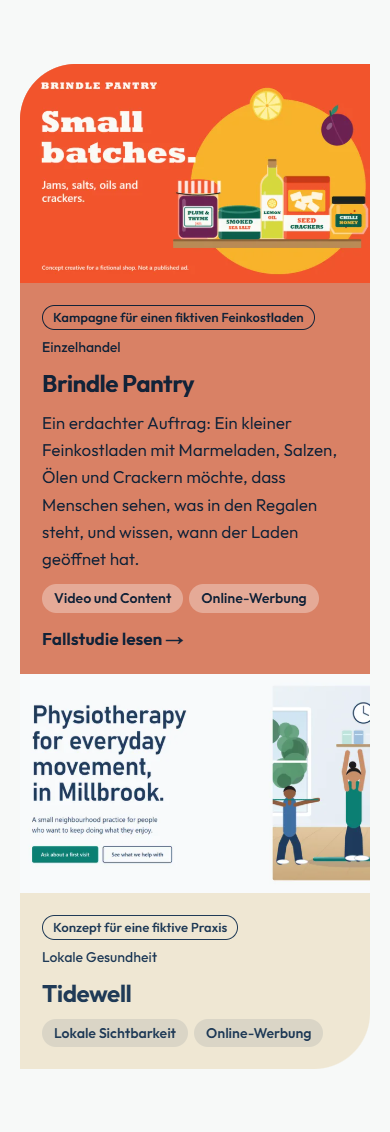 BRINDLE PANTRY
Small
batches.
Jams, salts, oils and
crackers.
PLUM &
THYME
SMOKED
SEA SALT
LEMON
OIL
SEED
CRACKERS
CHILLI
HONEY
Concept creative for a fictional shop. Not a published ad.
Kampagne für einen fiktiven Feinkostladen
Einzelhandel
Brindle Pantry
Ein erdachter Auftrag: Ein kleiner
Feinkostladen mit Marmeladen, Salzen,
Ölen und Crackern möchte, dass
Menschen sehen, was in den Regalen
steht, und wissen, wann der Laden
geöffnet hat.
Video und Content
Online-Werbung
Fallstudie lesen →
Physiotherapy
for everyday
movement,
in Millbrook.
A small neighbourhood practice for people
who want to keep doing what they enjoy.
Ask about a first visit
See what we help with
Konzept für eine fiktive Praxis
Lokale Gesundheit
Tidewell
Lokale Sichtbarkeit
Online-Werbung